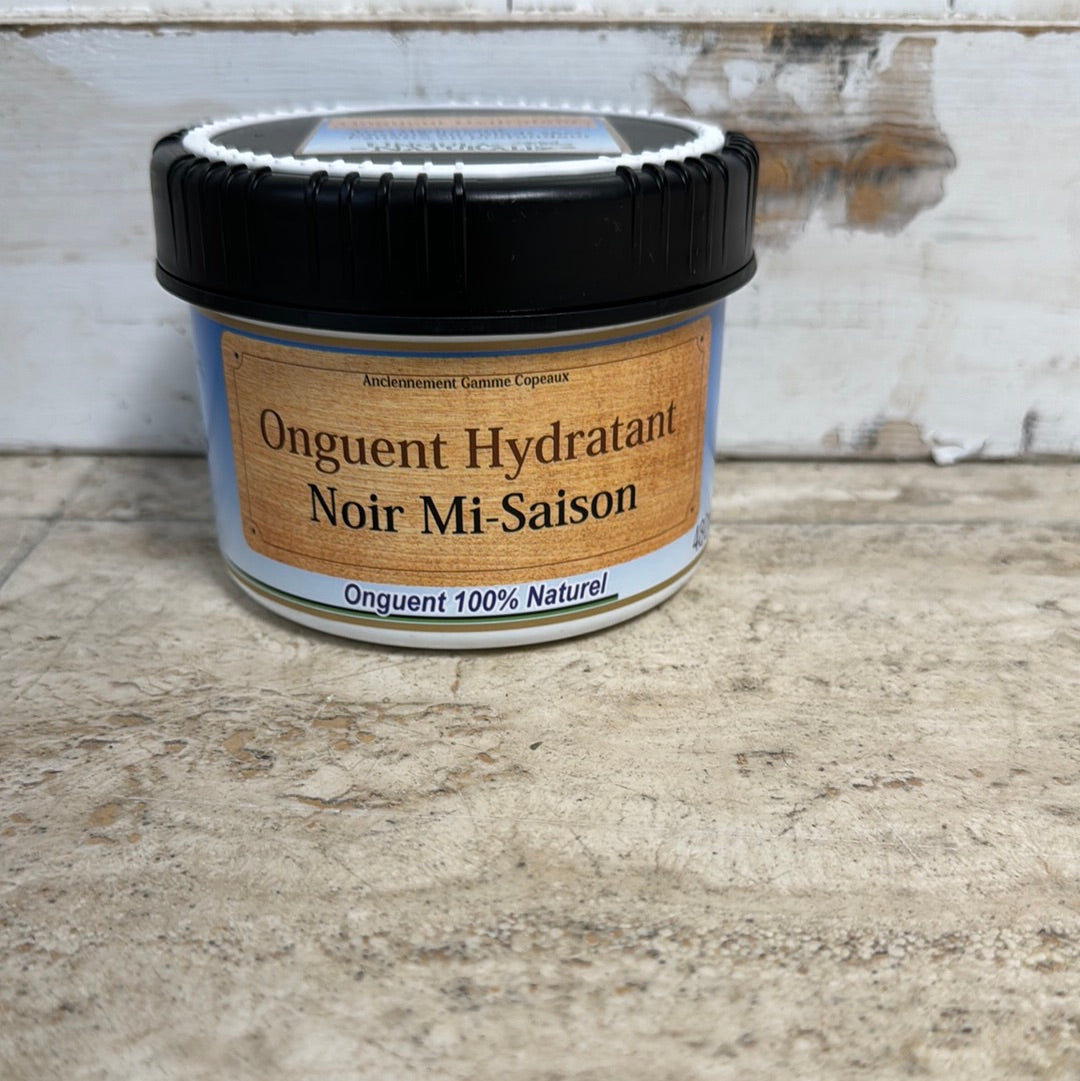 Anciennement Gamme Copeaux
Onguent Hydratant
Noir Mi-Saison
Onguent 100% Naturel